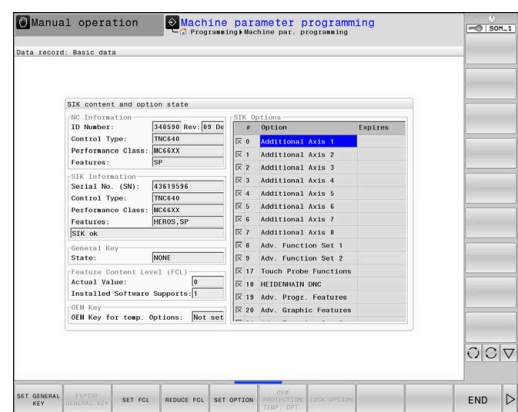 Manual operation
Machine parameter programming
Programming▸Machine par. programming
SOM_1
Data record: Basic data
SIK content and option state
NC Information
ID Number: 340590 Rev: 09 De
Control Type: TNC640
Performance Class: MC66XX
Features: SP
SIK Information
Serial No. (SN): 43619596
Control Type: TNC640
Performance Class: MC66XX
Features: HEROS,SP
SIK ok
General Key
State: NONE
Feature Content Level (FCL)
Actual Value: 0
Installed Software Supports: 1
OEM Key
OEM Key for temp. Options: Not set
SIK Options
# Option Expires
0 Additional Axis 1
1 Additional Axis 2
2 Additional Axis 3
3 Additional Axis 4
4 Additional Axis 5
5 Additional Axis 6
6 Additional Axis 7
7 Additional Axis 8
8 Adv. Function Set 1
9 Adv. Function Set 2
17 Touch Probe Functions
18 HEIDENHAIN DNC
19 Adv. Progr. Features
20 Adv. Graphic Features
SET GENERAL KEY
EXPIRE GENERAL KEY
SET FCL
REDUCE FCL
SET OPTION
OEM PROTECTION TEMP. OPT.
LOCK OPTION
END